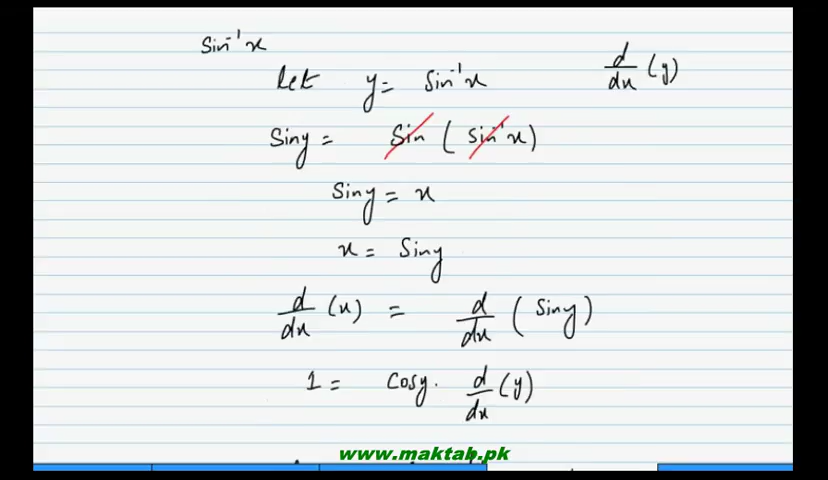 Sin⁻¹x
let y = Sin⁻¹x d/dx (y)
Siny = Sin ( sin⁻¹x)
Siny = x
x = Siny
d/dx (x) = d/dx (Siny)
1 = Cosy. d/dx (y)
www.maktab.pk